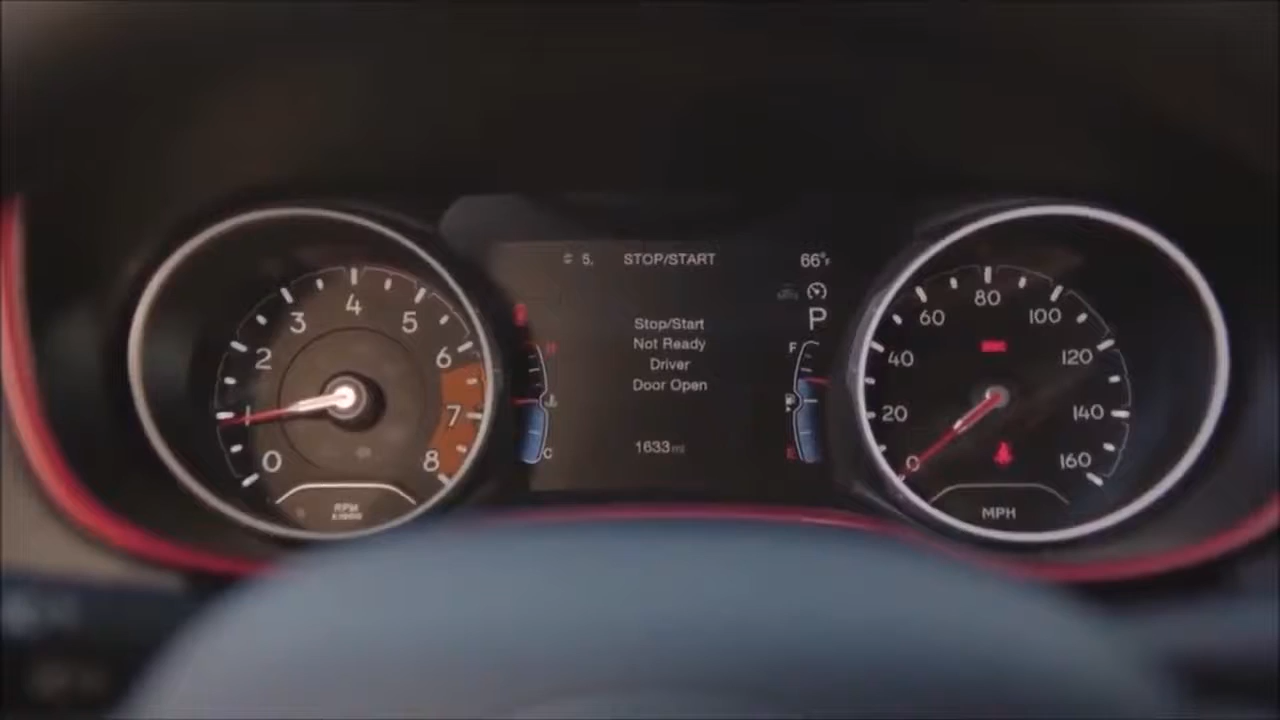 5. STOP/START 66°F
P
Stop/Start
Not Ready
Driver
Door Open
1633 mi
0 1 2 3 4 5 6 7 8
RPM
x1000
H
C
F
E
0 20 40 60 80 100 120 140 160
MPH